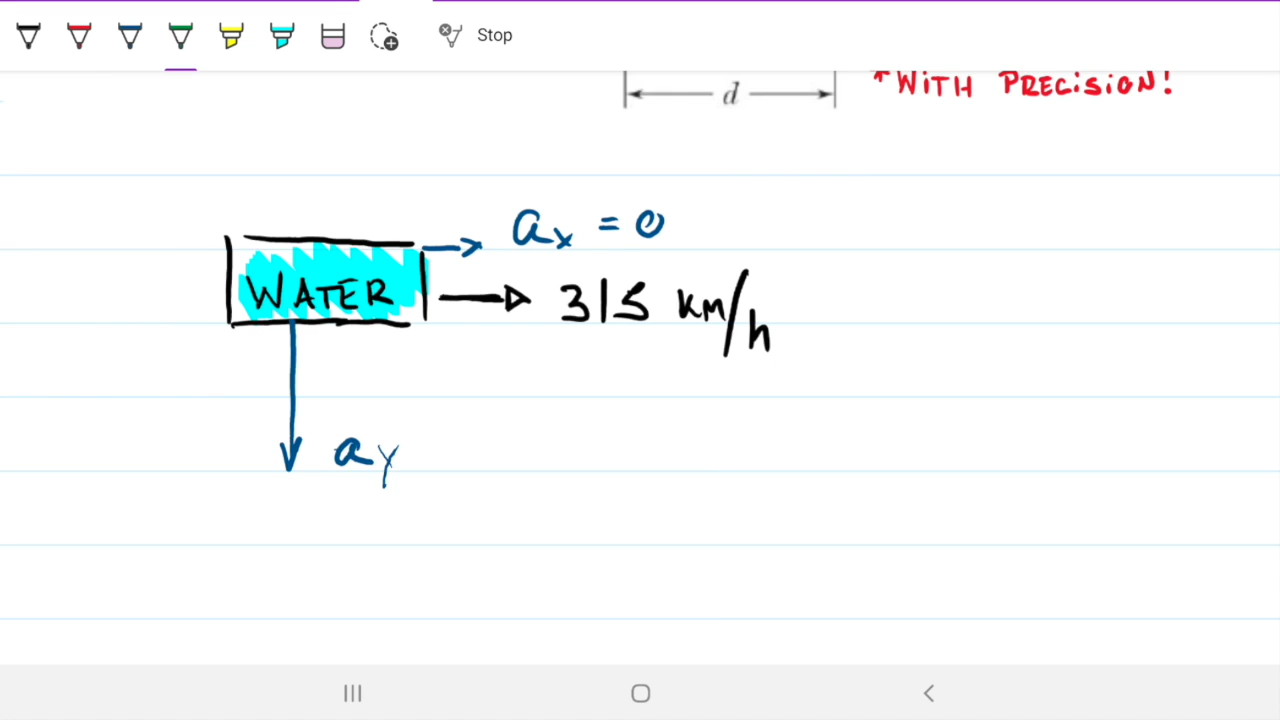 Stop
d
*WITH PRECISION!
ax = 0
WATER
315 km/h
ay